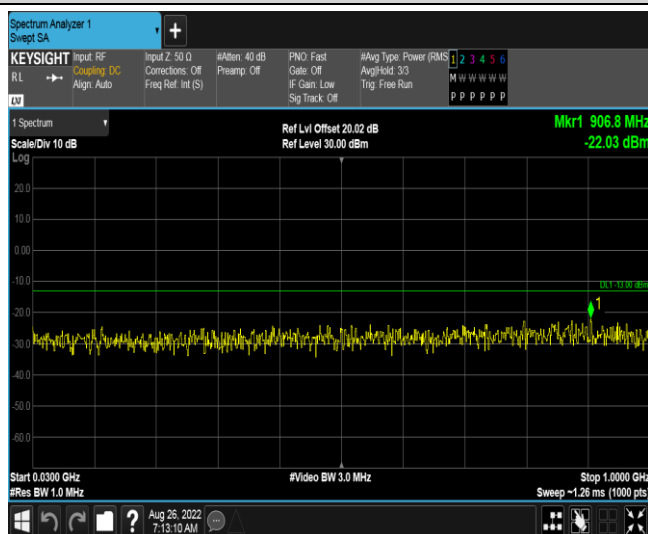 Spectrum Analyzer 1
Swept SA
+
KEYSIGHT
RL
LXI
Input: RF
Coupling: DC
Align: Auto
Input Z: 50 Ω
Corrections: Off
Freq Ref: Int (S)
#Atten: 40 dB
Preamp: Off
PNO: Fast
Gate: Off
IF Gain: Low
Sig Track: Off
#Avg Type: Power (RMS
Avg|Hold: 3/3
Trig: Free Run
1 2 3 4 5 6
M W W W W W
P P P P P P
1 Spectrum
Scale/Div 10 dB
Log
Ref Lvl Offset 20.02 dB
Ref Level 30.00 dBm
Mkr1 906.8 MHz
-22.03 dBm
20.0
10.0
0.00
-10.0
DL1 -13.00 dBm
1
-20.0
-30.0
-40.0
-50.0
-60.0
Start 0.0300 GHz
#Res BW 1.0 MHz
#Video BW 3.0 MHz
Stop 1.0000 GHz
Sweep ~1.26 ms (1000 pts)
?
Aug 26, 2022
7:13:10 AM